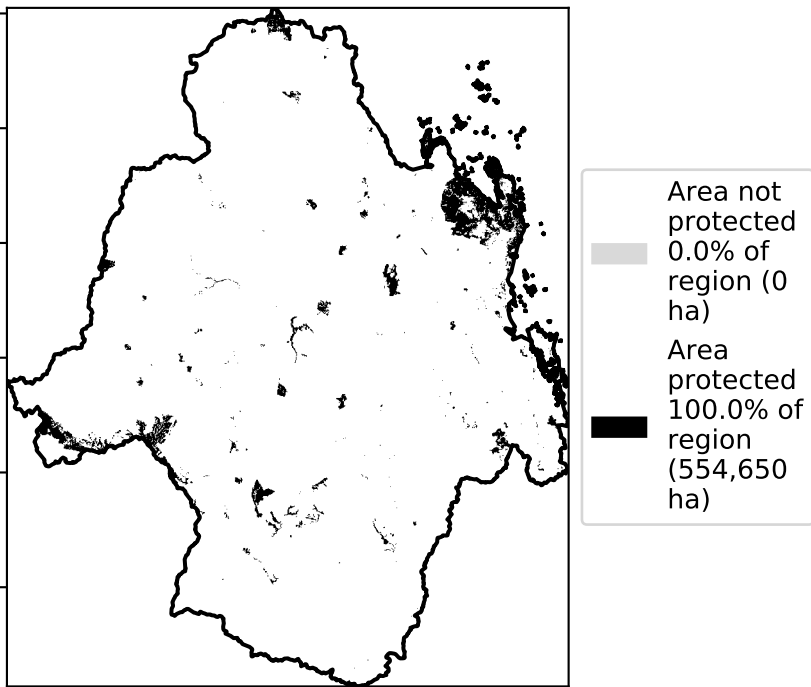 Area not
protected
0.0% of
region (0
ha)
Area
protected
100.0% of
region
(554,650
ha)